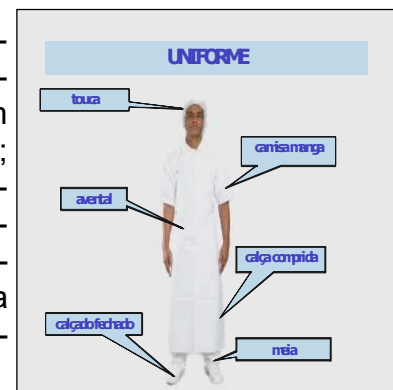 UNIFORME
touca
camisa manga
avental
calça comprida
calçado fechado
meia
n
;
a